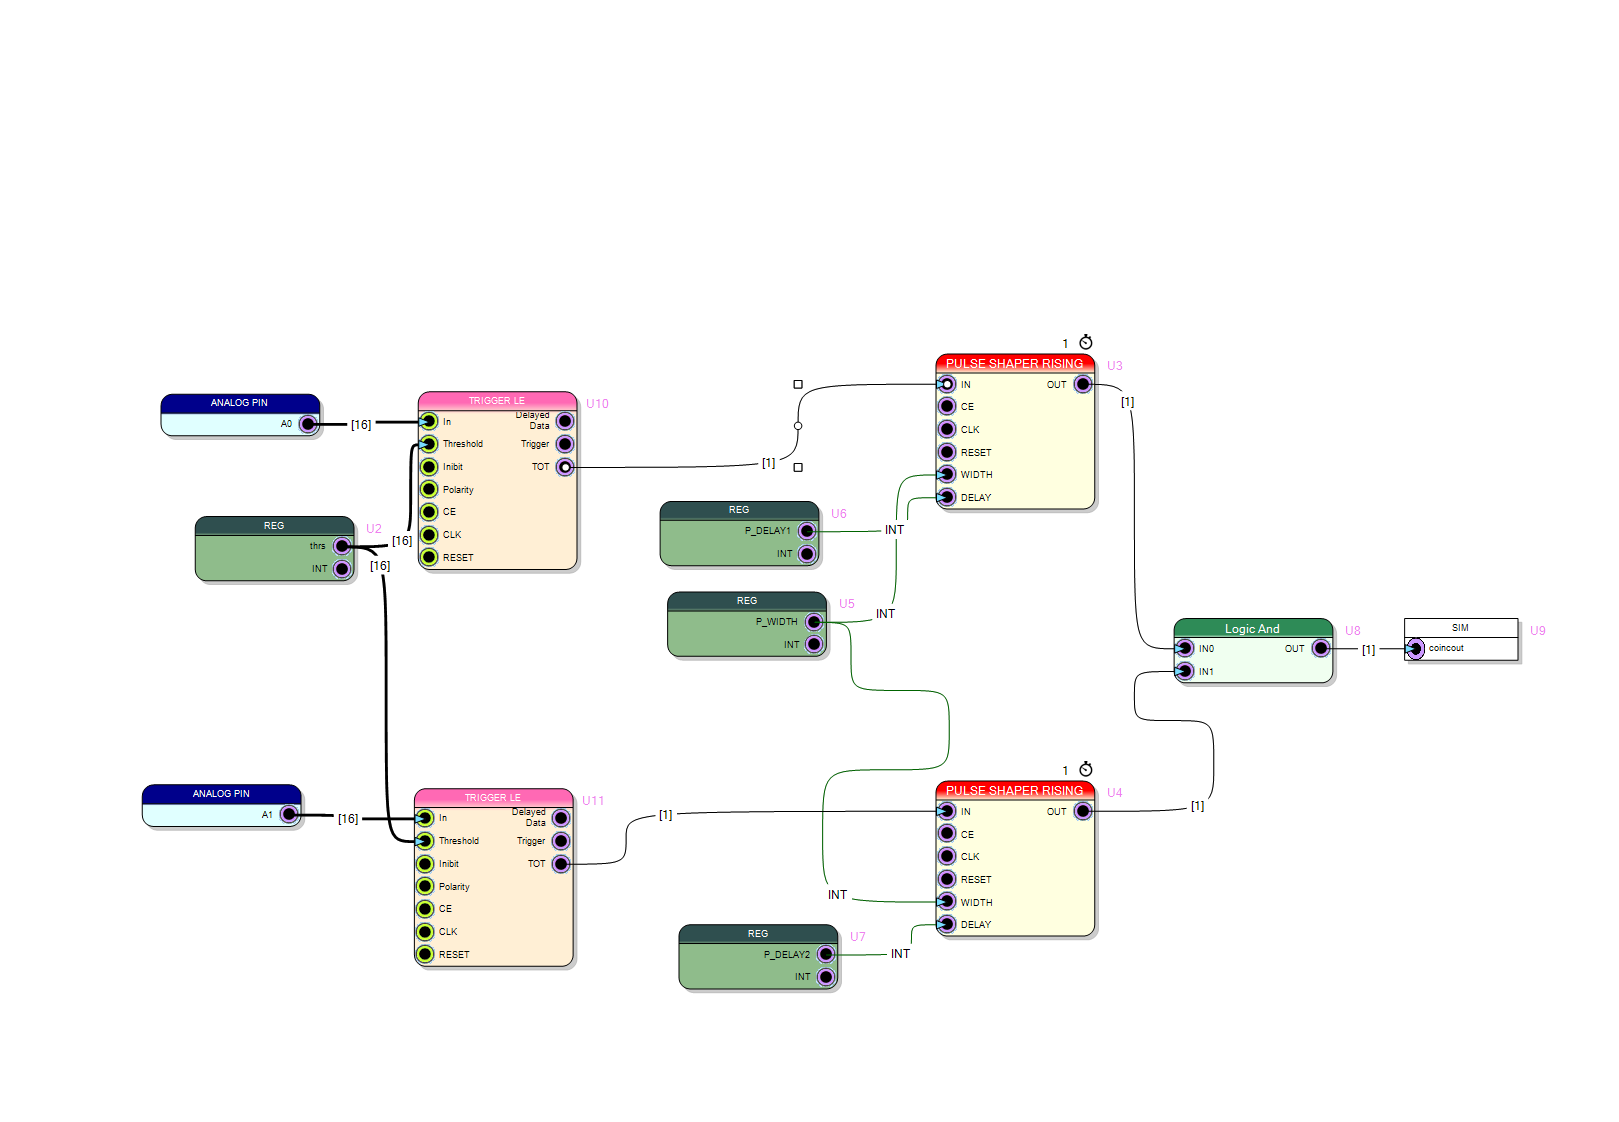 1
PULSE SHAPER RISING
U3
IN
OUT
CE
CLK
RESET
WIDTH
DELAY
[1]
ANALOG PIN
A0
[16]
TRIGGER LE
U10
In
Delayed
Data
Threshold
Trigger
Inibit
TOT
Polarity
CE
CLK
RESET
[1]
REG
U2
thrs
INT
[16]
[16]
REG
U6
P_DELAY1
INT
INT
REG
U5
P_WIDTH
INT
INT
Logic And
U8
IN0
OUT
IN1
[1]
SIM
U9
coincout
ANALOG PIN
A1
[16]
TRIGGER LE
U11
In
Delayed
Data
Threshold
Trigger
Inibit
TOT
Polarity
CE
CLK
RESET
[1]
1
PULSE SHAPER RISING
U4
IN
OUT
CE
CLK
RESET
WIDTH
DELAY
[1]
INT
REG
U7
P_DELAY2
INT
INT